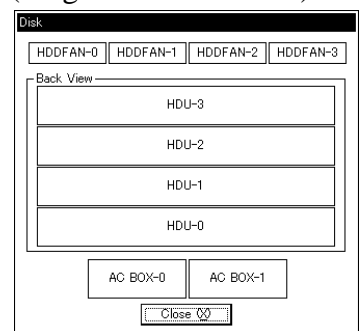 Disk
HDDFAN-0 HDDFAN-1 HDDFAN-2 HDDFAN-3
Back View
HDU-3
HDU-2
HDU-1
HDU-0
AC BOX-0 AC BOX-1
Close (X)